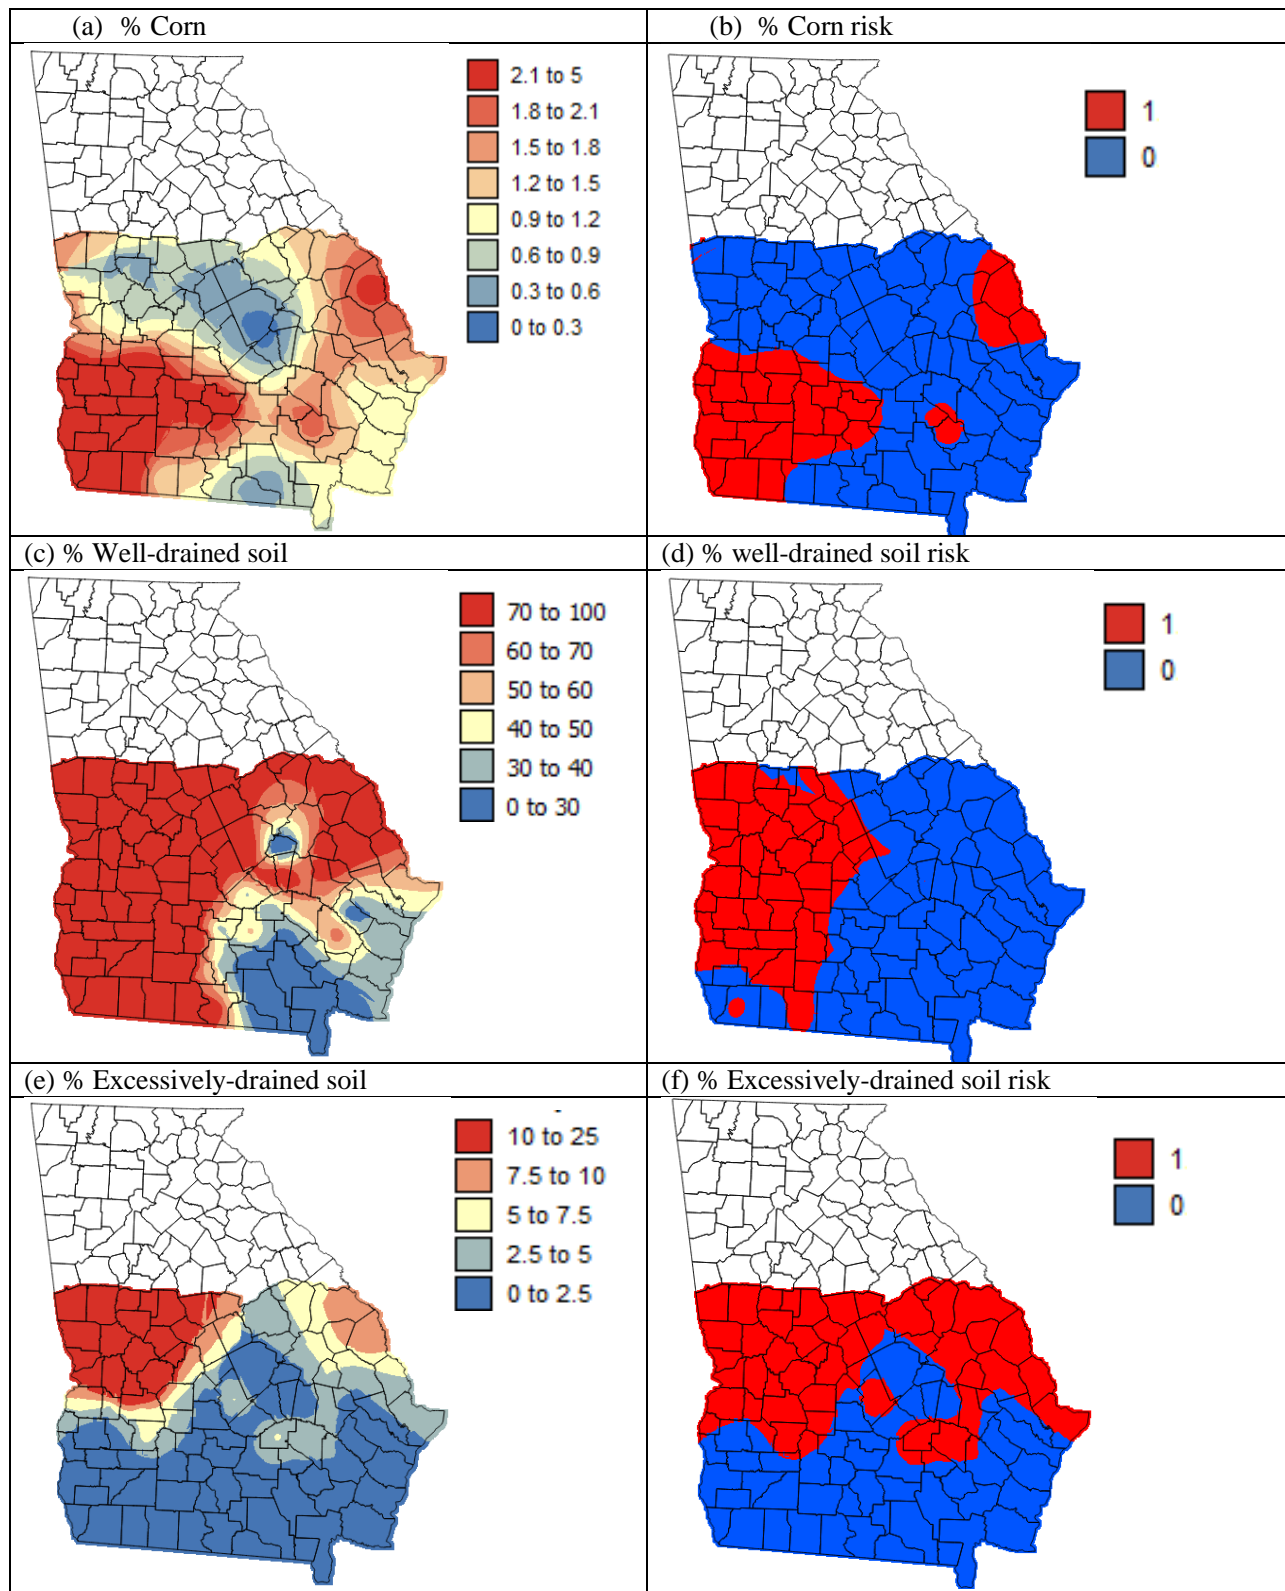 (a) % Corn
(b) % Corn risk
2.1 to 5
1.8 to 2.1
1.5 to 1.8
1.2 to 1.5
0.9 to 1.2
0.6 to 0.9
0.3 to 0.6
0 to 0.3
1
0
(c) % Well-drained soil
(d) % well-drained soil risk
70 to 100
60 to 70
50 to 60
40 to 50
30 to 40
0 to 30
1
0
(e) % Excessively-drained soil
(f) % Excessively-drained soil risk
10 to 25
7.5 to 10
5 to 7.5
2.5 to 5
0 to 2.5
1
0